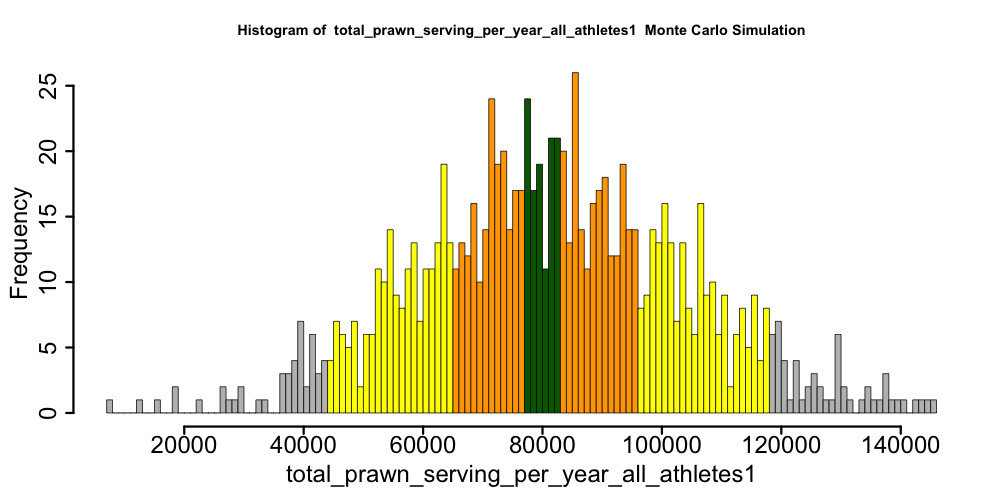 Histogram of  total_prawn_serving_per_year_all_athletes1  Monte Carlo Simulation
25
20
15
10
5
0
Frequency
20000 40000 60000 80000 100000 120000 140000
total_prawn_serving_per_year_all_athletes1